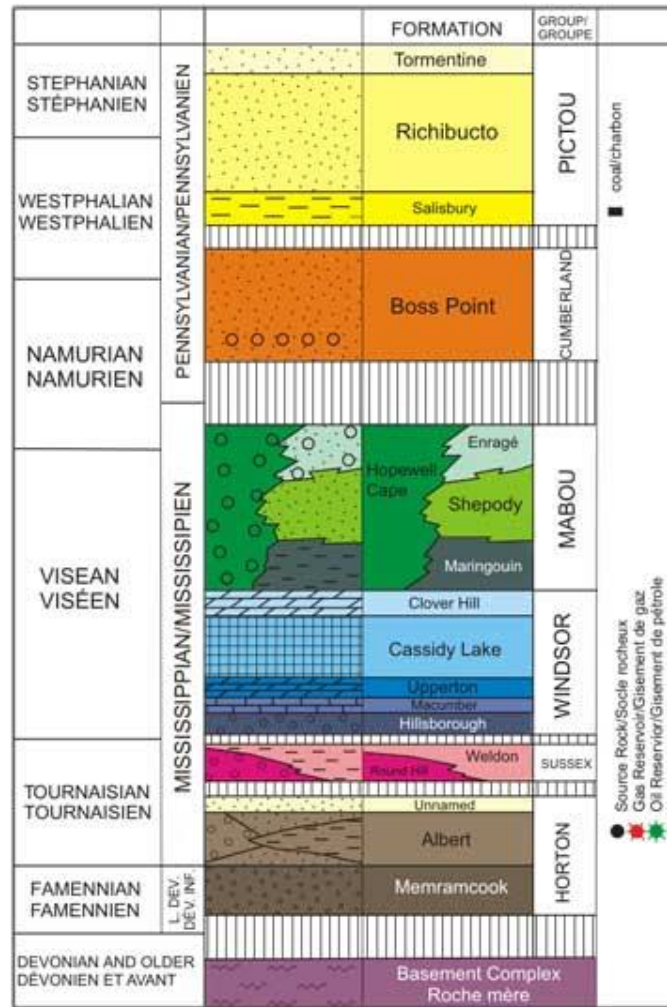 FORMATION
GROUP/
GROUPE
STEPHANIAN
STÉPHANIEN
WESTPHALIAN
WESTPHALIEN
NAMURIAN
NAMURIEN
VISEAN
VISÉEN
TOURNAISIAN
TOURNAISIEN
FAMENNIAN
FAMENNIEN
DEVONIAN AND OLDER
DÉVONIEN ET AVANT
PENNSYLVANIAN/PENNSYLVANIEN
MISSISSIPPIAN/MISSISSIPIEN
L. DEV.
DÉV. INF.
Tormentine
Richibucto
Salisbury
Boss Point
Enragé
Hopewell
Cape
Shepody
Maringouin
Clover Hill
Cassidy Lake
Upperton
Macumber
Hillsborough
Weldon
Round Hill
Unnamed
Albert
Memramcook
Basement Complex
Roche mère
PICTOU
CUMBERLAND
MABOU
WINDSOR
SUSSEX
HORTON
coal/charbon
Source Rock/Socle rocheux
Gas Reservoir/Gisement de gaz
Oil Reservior/Gisement de pétrole